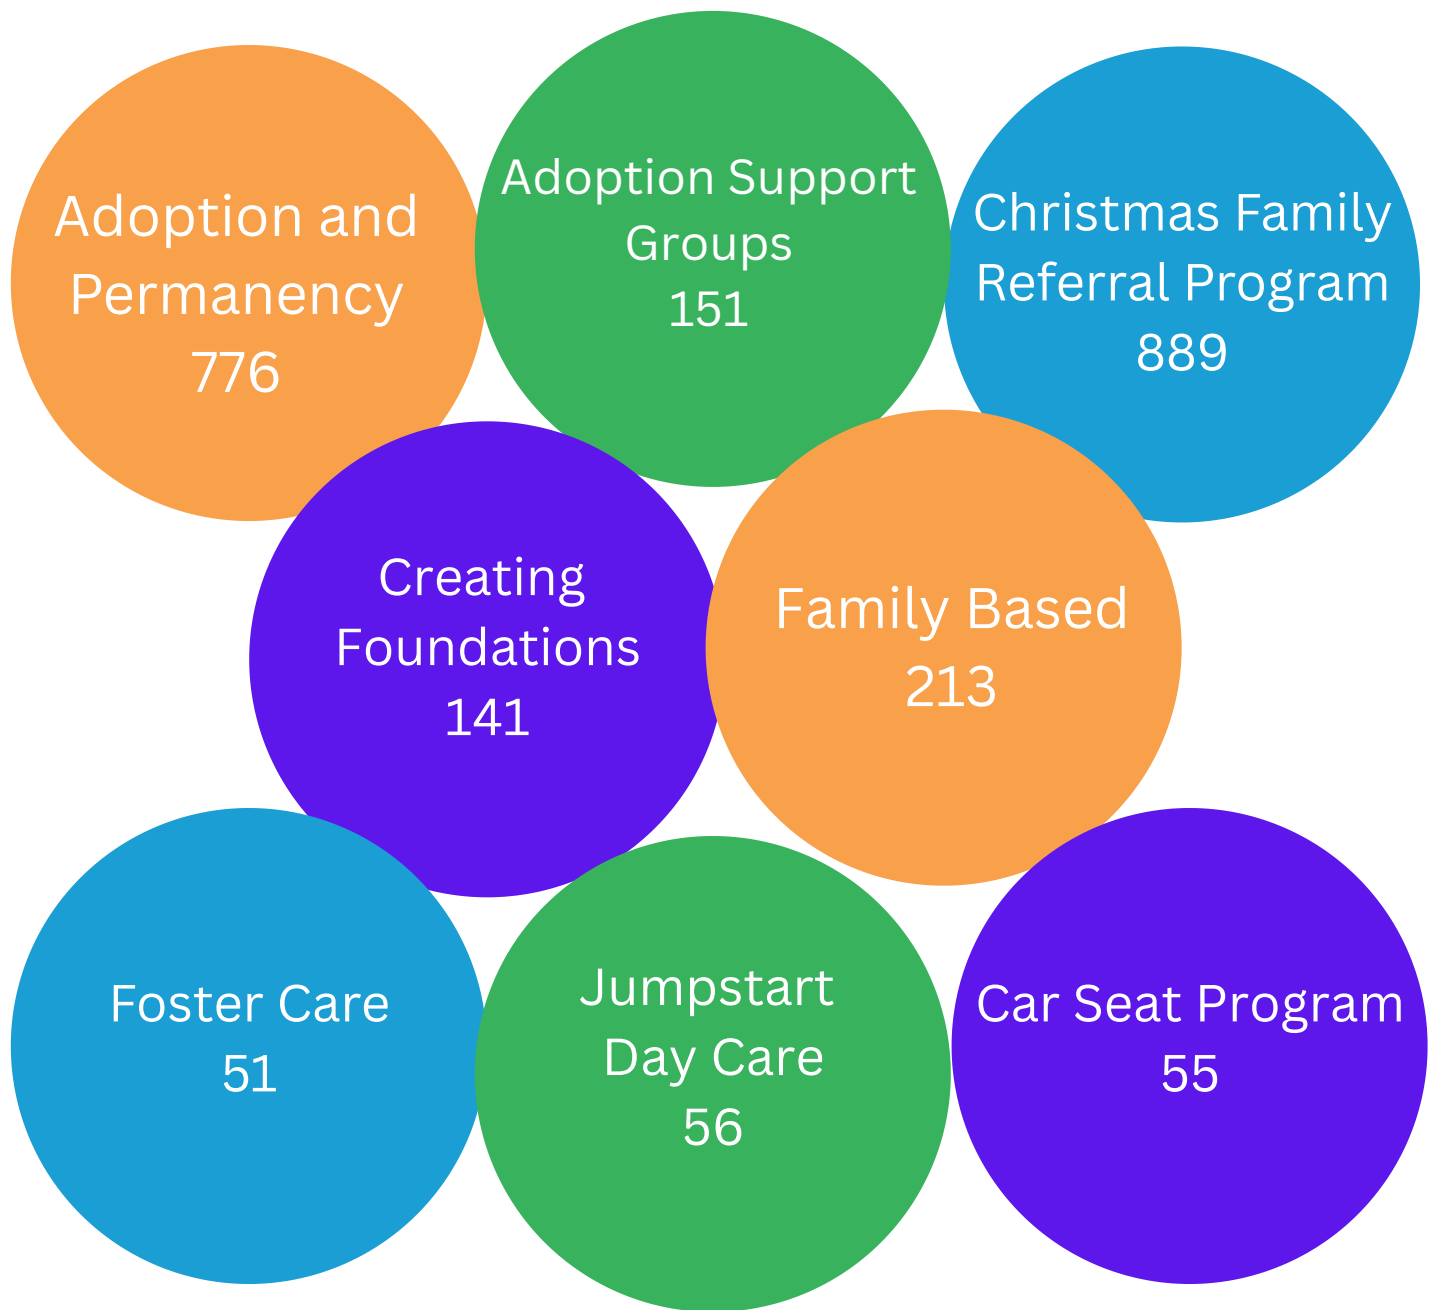 Adoption and
Permanency
776
Adoption Support
Groups
151
Christmas Family
Referral Program
889
Creating
Foundations
141
Family Based
213
Foster Care
51
Jumpstart
Day Care
56
Car Seat Program
55